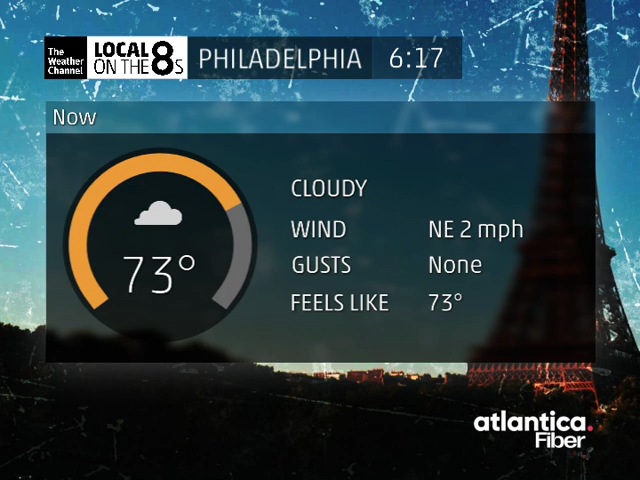 The Weather Channel
LOCAL ON THE 8s
PHILADELPHIA 6:17
Now
73°
CLOUDY
WIND NE 2 mph
GUSTS None
FEELS LIKE 73°
atlantica.
Fiber